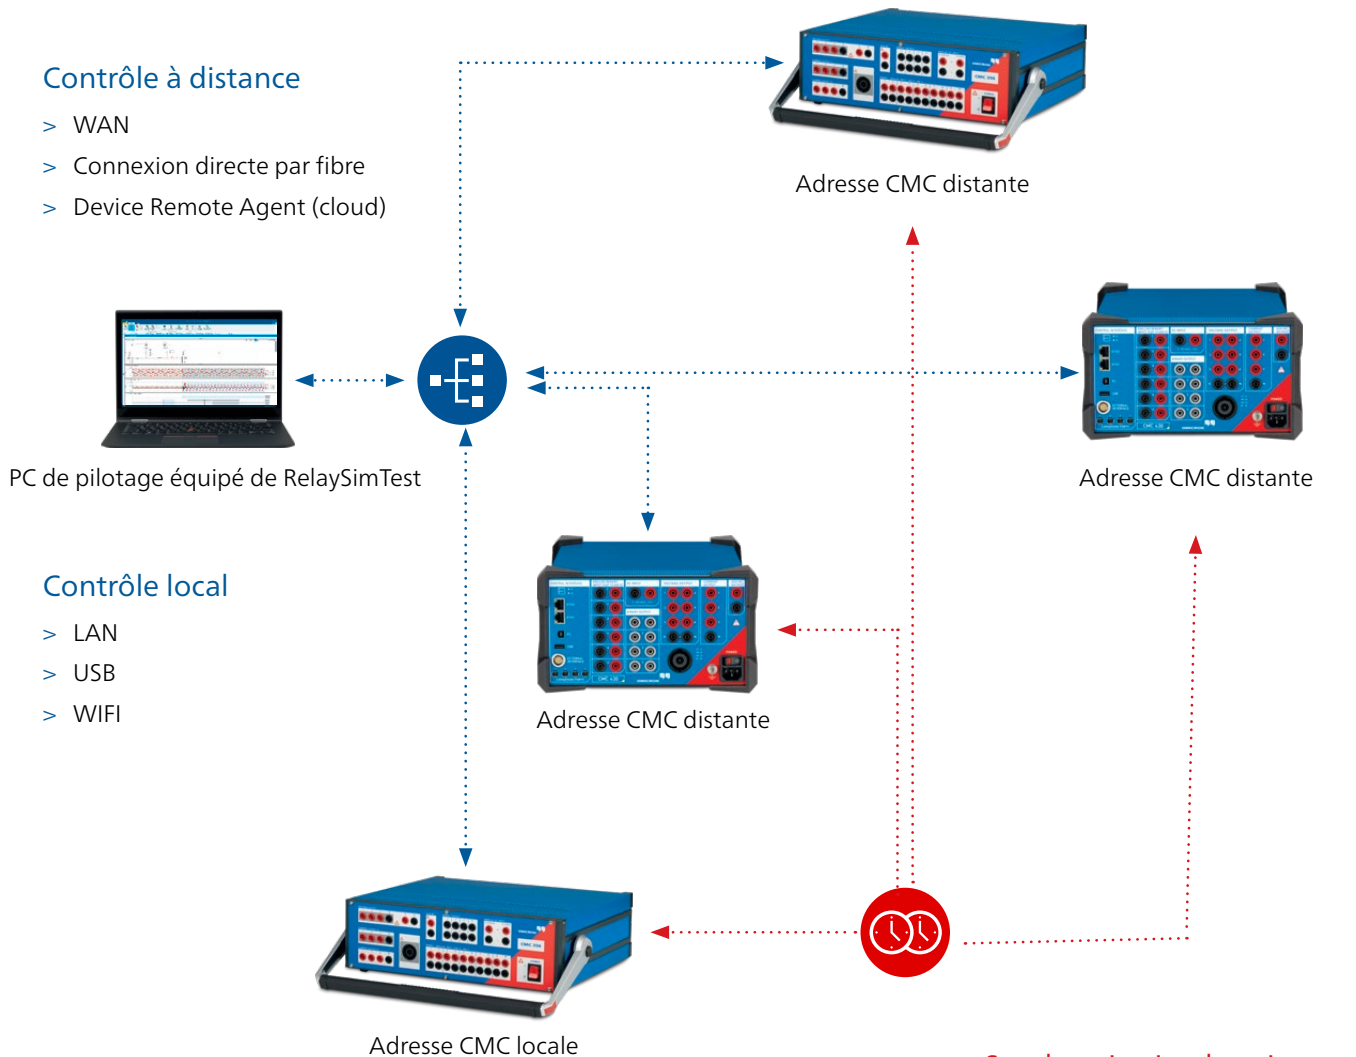 Contrôle à distance
> WAN
> Connexion directe par fibre
> Device Remote Agent (cloud)
Adresse CMC distante
Adresse CMC distante
PC de pilotage équipé de RelaySimTest
Contrôle local
> LAN
> USB
> WIFI
Adresse CMC distante
Adresse CMC locale